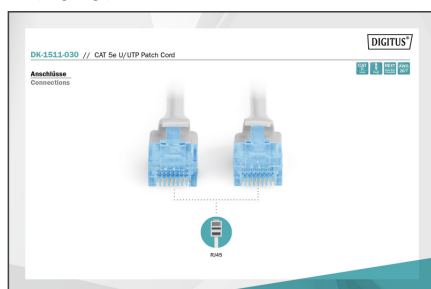 DIGITUS®
DK-1511-030 // CAT 5e U/UTP Patch Cord
Anschlüsse
Connections
RJ45